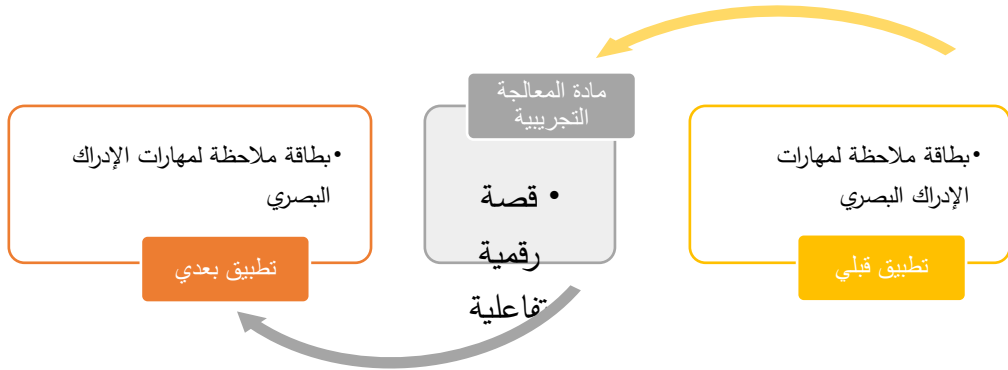 •بطاقة ملاحظة لمهارات
الإدراك البصري
تطبيق قبلي
مادة المعالجة
التجريبية
• قصة
رقمية
تفاعلية
•بطاقة ملاحظة لمهارات الإدراك
البصري
تطبيق بعدي